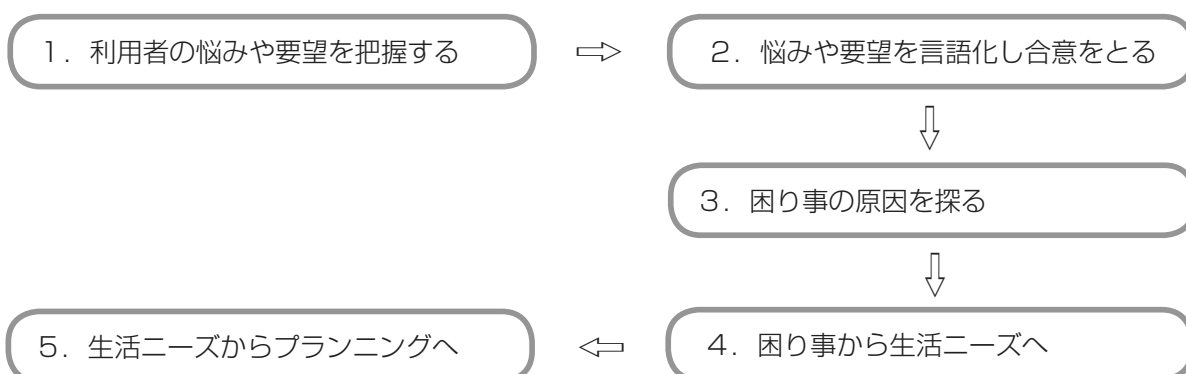 １．利用者の悩みや要望を把握する
２．悩みや要望を言語化し合意をとる
３．困り事の原因を探る
４．困り事から生活ニーズへ
５．生活ニーズからプランニングへ